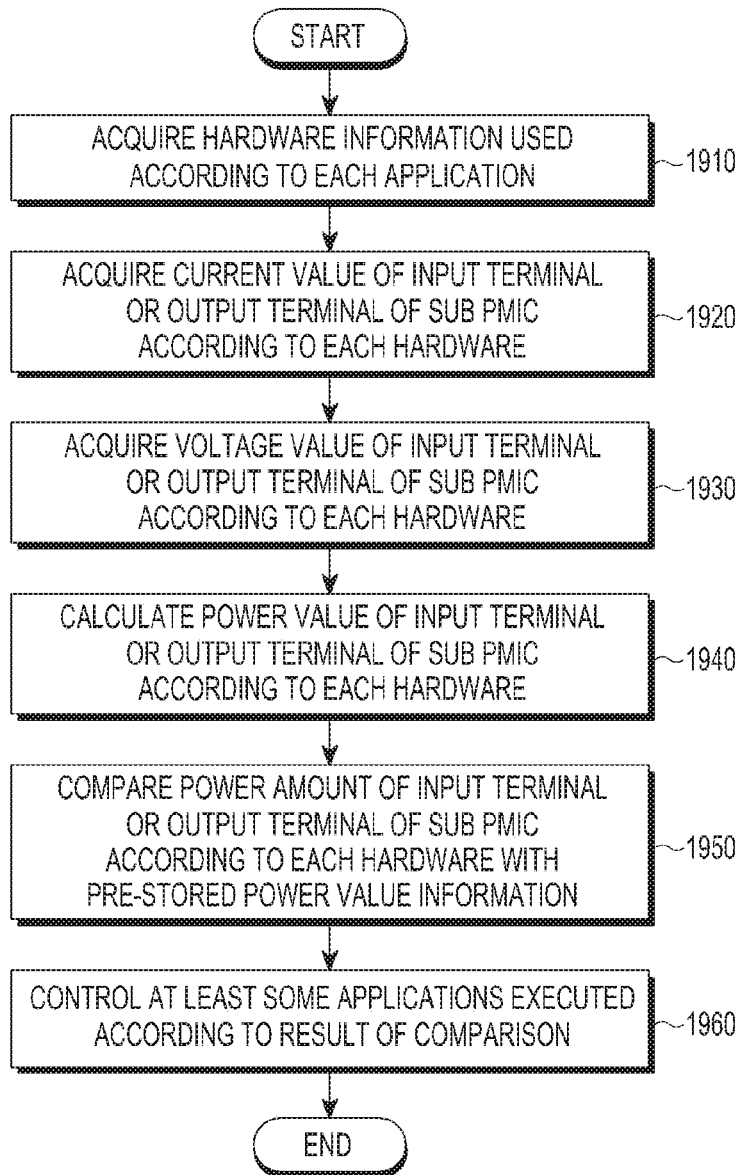 START
ACQUIRE HARDWARE INFORMATION USED
ACCORDING TO EACH APPLICATION
1910
ACQUIRE CURRENT VALUE OF INPUT TERMINAL
OR OUTPUT TERMINAL OF SUB PMIC
ACCORDING TO EACH HARDWARE
1920
ACQUIRE VOLTAGE VALUE OF INPUT TERMINAL
OR OUTPUT TERMINAL OF SUB PMIC
ACCORDING TO EACH HARDWARE
1930
CALCULATE POWER VALUE OF INPUT TERMINAL
OR OUTPUT TERMINAL OF SUB PMIC
ACCORDING TO EACH HARDWARE
1940
COMPARE POWER AMOUNT OF INPUT TERMINAL
OR OUTPUT TERMINAL OF SUB PMIC
ACCORDING TO EACH HARDWARE WITH
PRE-STORED POWER VALUE INFORMATION
1950
CONTROL AT LEAST SOME APPLICATIONS EXECUTED
ACCORDING TO RESULT OF COMPARISON
1960
END